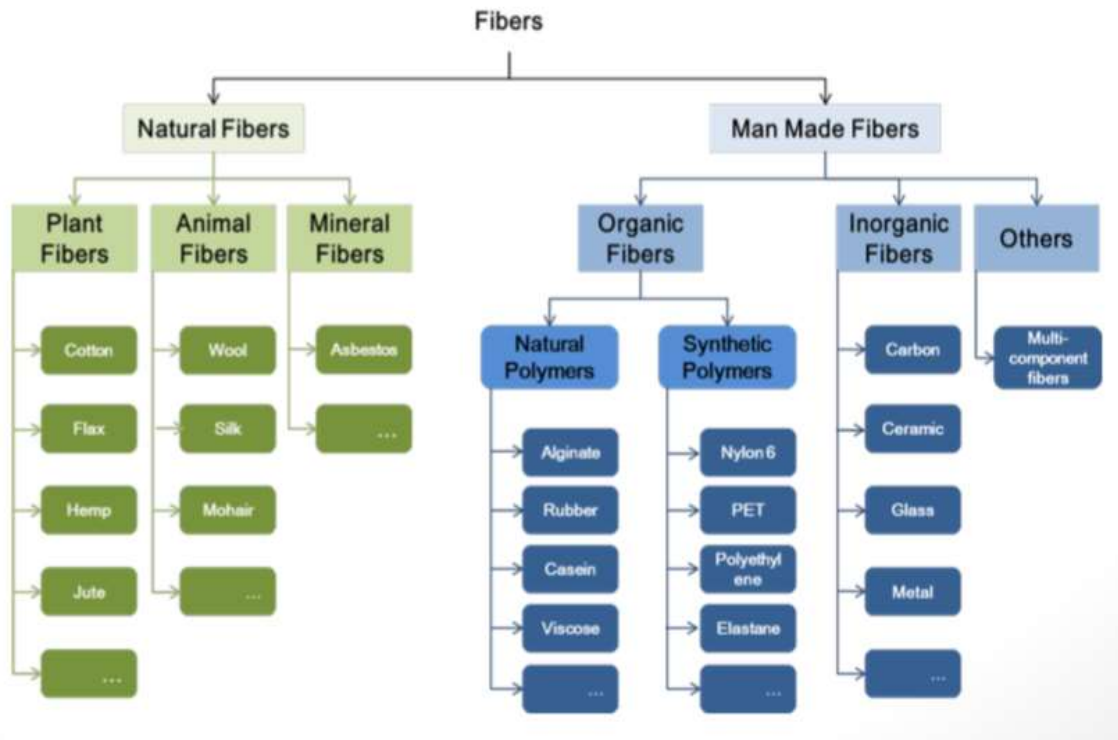 Fibers
Natural Fibers
Man Made Fibers
Plant
Fibers
Animal
Fibers
Mineral
Fibers
Organic
Fibers
Inorganic
Fibers
Others
Cotton
Flax
Hemp
Jute
...
Wool
Silk
Mohair
...
Asbestos
...
Natural
Polymers
Alginate
Rubber
Casein
Viscose
...
Synthetic
Polymers
Nylon 6
PET
Polyethyl
ene
Elastane
...
Carbon
Ceramic
Glass
Metal
...
Multi-
component
fibers